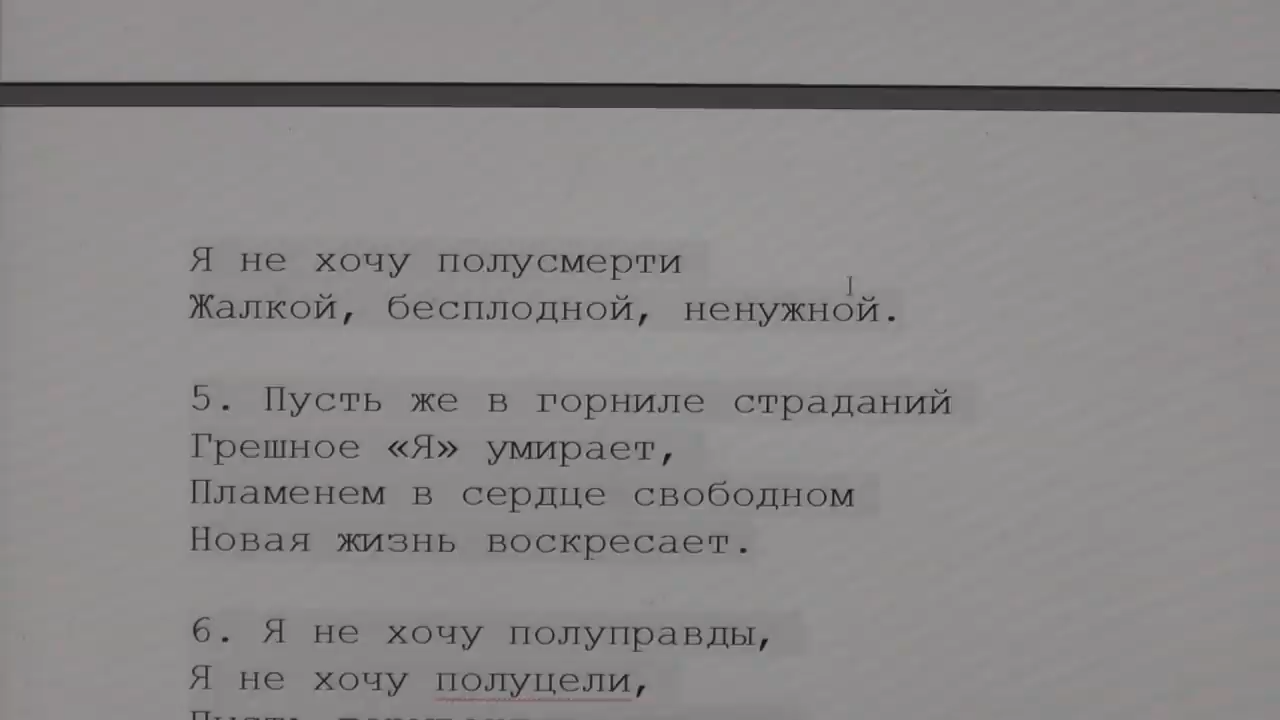 Я не хочу полусмерти
Жалкой, бесплодной, ненужной.
5. Пусть же в горниле страданий
Грешное «Я» умирает,
Пламенем в сердце свободном
Новая жизнь воскресает.
6. Я не хочу полуправды,
Я не хочу полуцели,